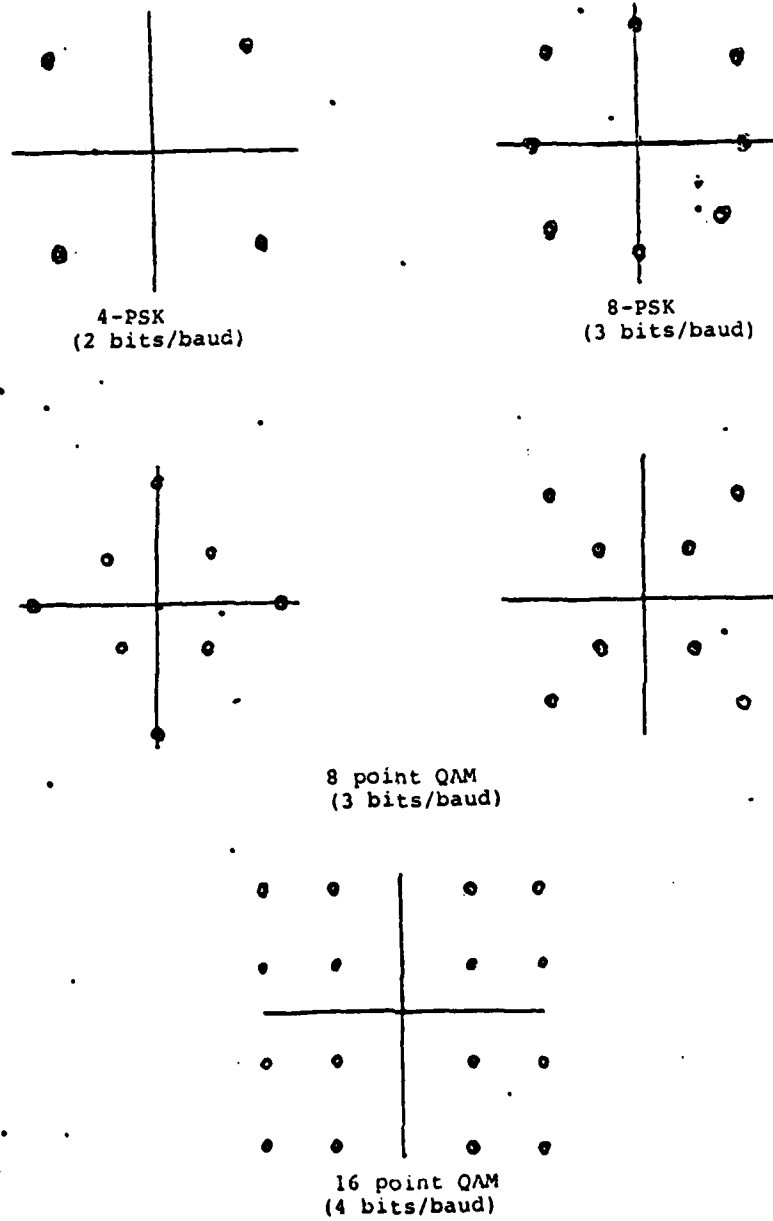 4-PSK
(2 bits/baud)
8-PSK
(3 bits/baud)
8 point QAM
(3 bits/baud)
16 point QAM
(4 bits/baud)